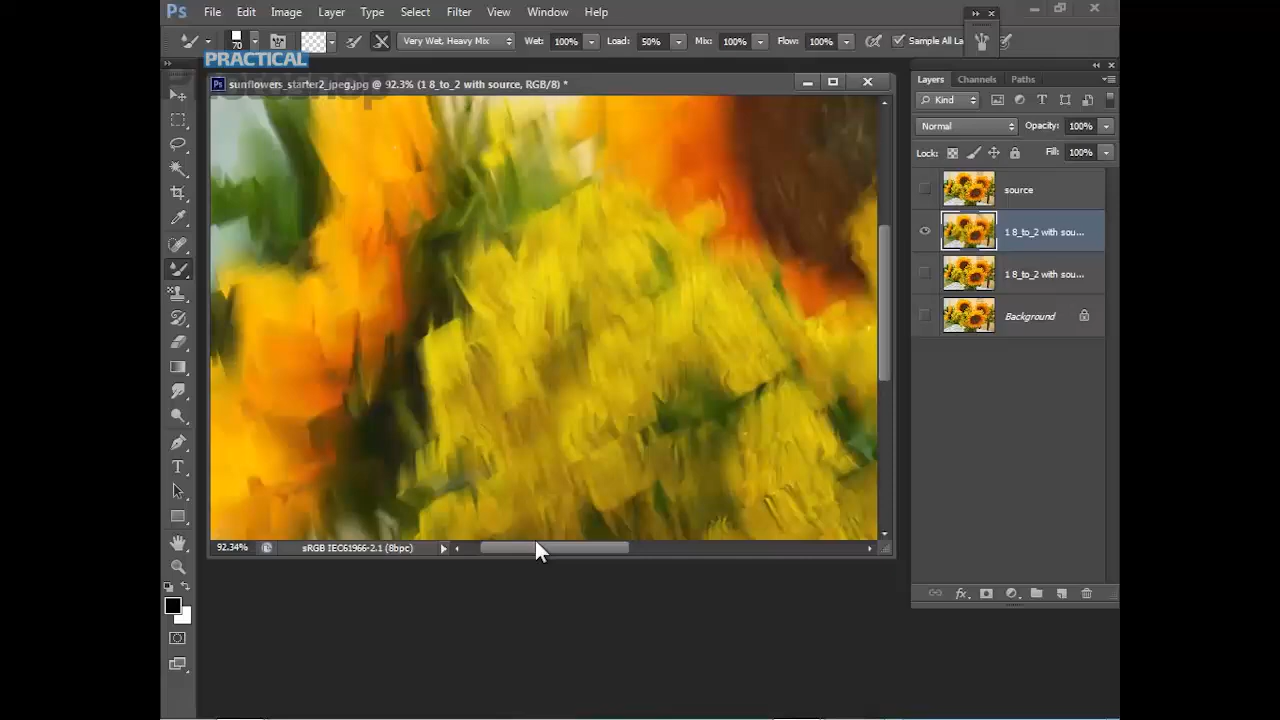 Ps File Edit Image Layer Type Select Filter View Window Help
70 Very Wet, Heavy Mix Wet: 100% Load: 50% Mix: 100% Flow: 100% Sample All La
PRACTICAL
Ps sunflowers_starter2_jpeg.jpg @ 92.3% (1 8_to_2 with source, RGB/8) *
Layers Channels Paths
Kind
Normal Opacity: 100%
Lock: Fill: 100%
source
1 8_to_2 with sou...
1 8_to_2 with sou...
Background
92.34% sRGB IEC61966-2.1 (8bpc)
fx